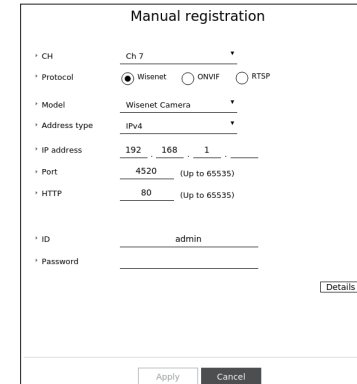 Manual registration
CH Ch 7
Protocol Wisenet ONVIF RTSP
Model Wisenet Camera
Address type IPv4
IP address 192 . 168 . 1 .
Port 4520 (Up to 65535)
HTTP 80 (Up to 65535)
ID admin
Password
Details
Apply Cancel